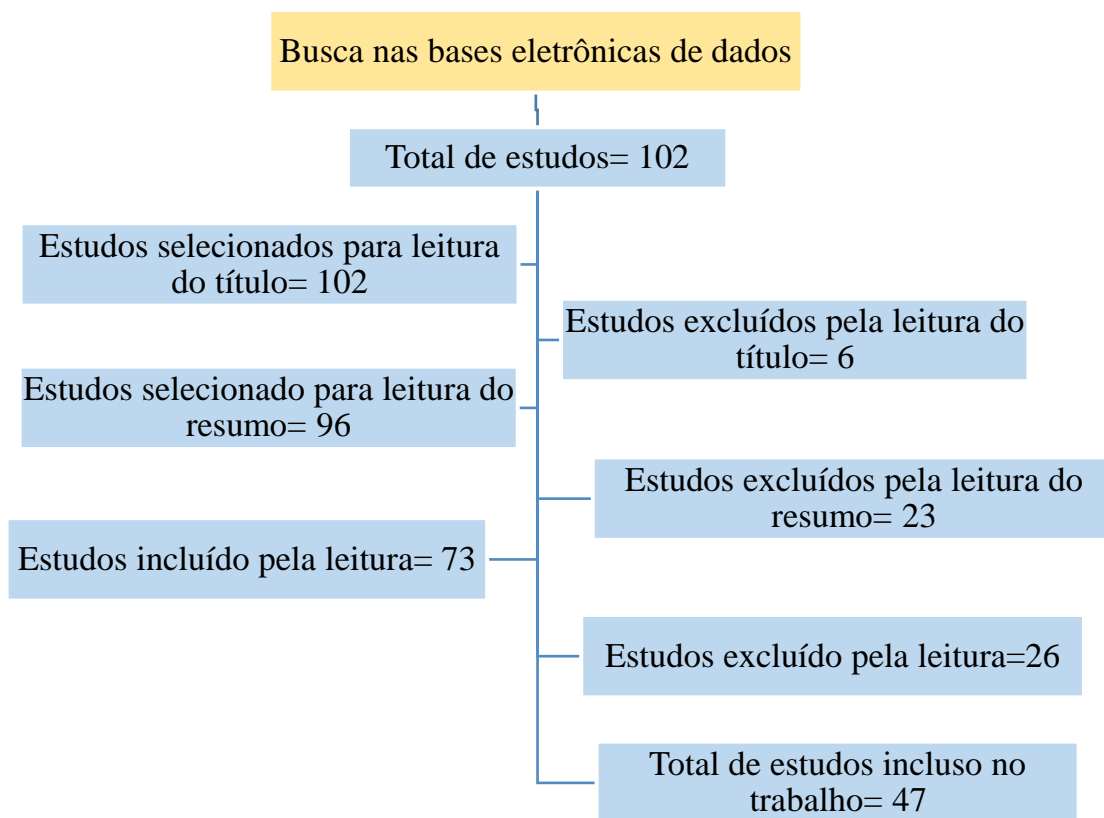 Busca nas bases eletrônicas de dados
Total de estudos= 102
Estudos selecionados para leitura
do título= 102
Estudos excluídos pela leitura do
título= 6
Estudos selecionado para leitura do
resumo= 96
Estudos excluídos pela leitura do
resumo= 23
Estudos incluído pela leitura= 73
Estudos excluído pela leitura=26
Total de estudos incluso no
trabalho= 47